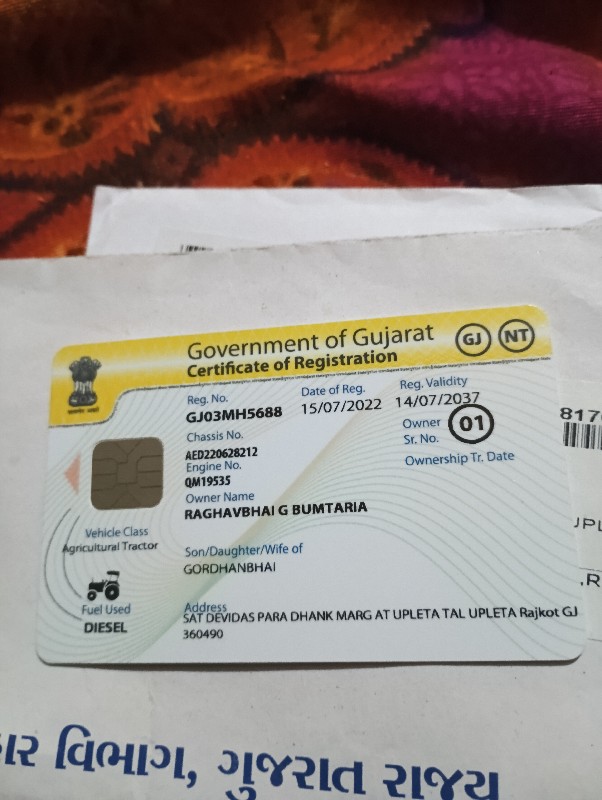 Government of Gujarat
Certificate of Registration
GJ
NT
Reg. No.
GJ03MH5688
Date of Reg.
15/07/2022
Reg. Validity
14/07/2037
Chassis No.
AED220628212
Owner
Sr. No.
01
Engine No.
QM19535
Ownership Tr. Date
Owner Name
RAGHAVBHAI G BUMTARIA
Vehicle Class
Agricultural Tractor
Son/Daughter/Wife of
GORDHANBHAI
Fuel Used
DIESEL
Address
SAT DEVIDAS PARA DHANK MARG AT UPLETA TAL UPLETA Rajkot GJ
360490
વિભાગ, ગુજરાત રાજ્ય